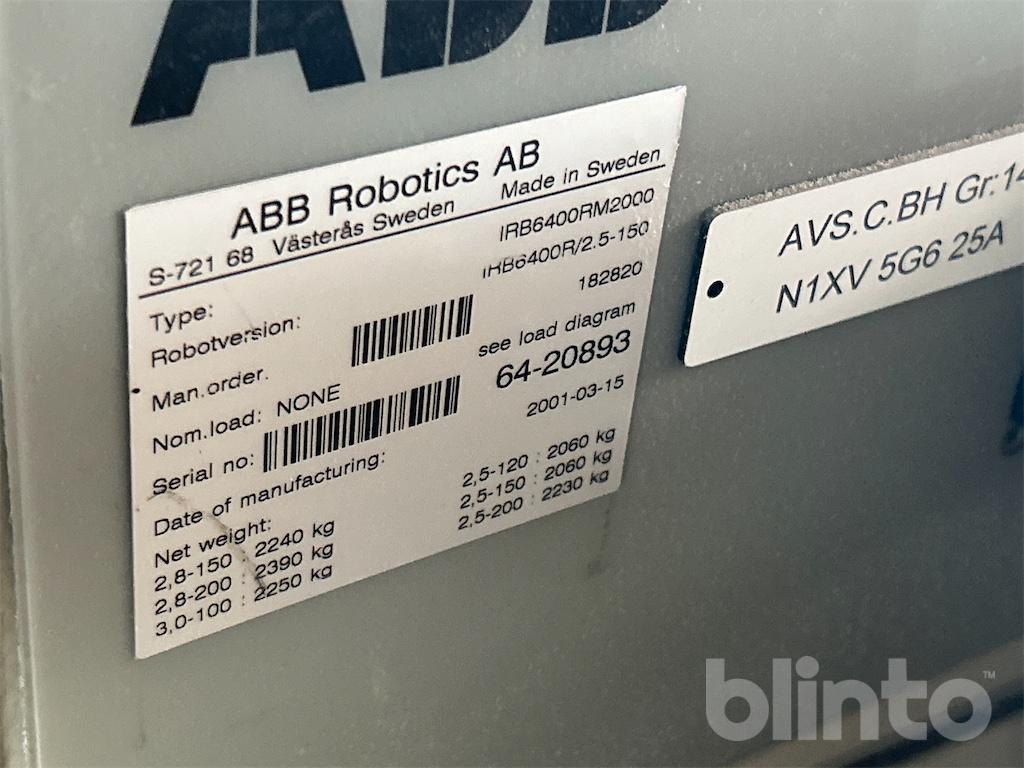 ABB
ABB Robotics AB
S-721 68 Västerås Sweden Made in Sweden
Type: IRB6400RM2000
Robotversion: IRB6400R/2.5-150
Man.order. 182820
Nom.load: NONE see load diagram
Serial no: 64-20893
Date of manufacturing: 2001-03-15
Net weight: 2,5-120 : 2060 kg
2,8-150 : 2240 kg 2,5-150 : 2060 kg
2,8-200 : 2390 kg 2,5-200 : 2230 kg
3,0-100 : 2250 kg
AVS.C.BH Gr:14
N1XV 5G6 25A
blinto™